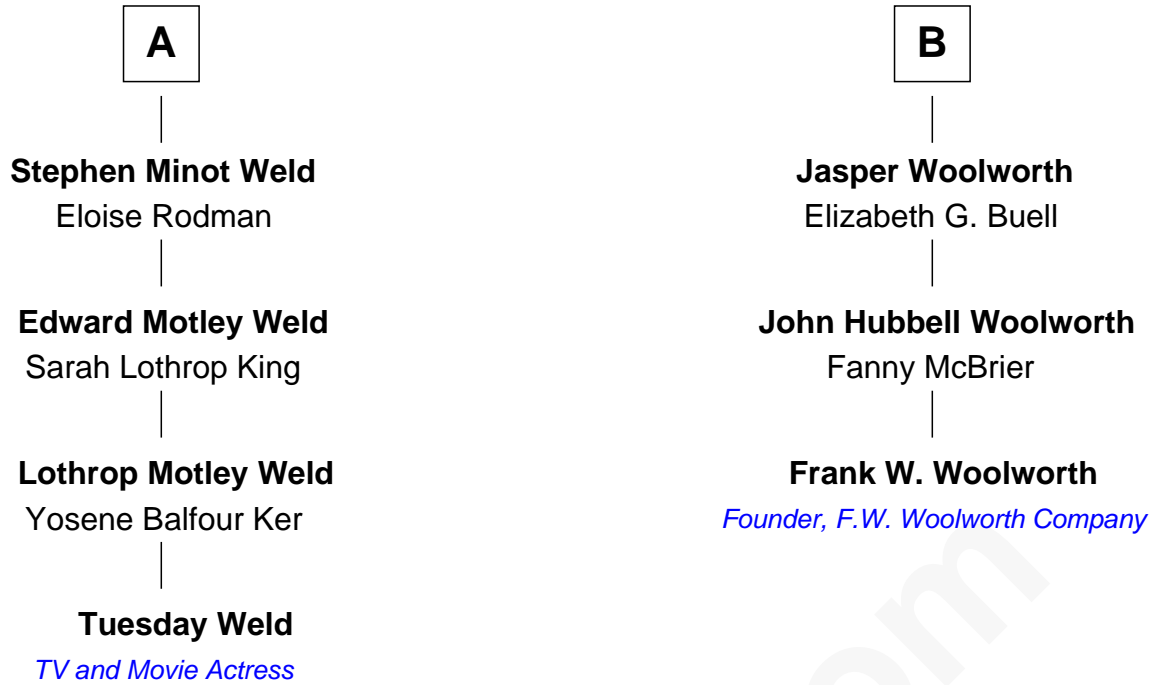 A
Stephen Minot Weld
Eloise Rodman
Edward Motley Weld
Sarah Lothrop King
Lothrop Motley Weld
Yosene Balfour Ker
Tuesday Weld
TV and Movie Actress
B
Jasper Woolworth
Elizabeth G. Buell
John Hubbell Woolworth
Fanny McBrier
Frank W. Woolworth
Founder, F.W. Woolworth Company
om